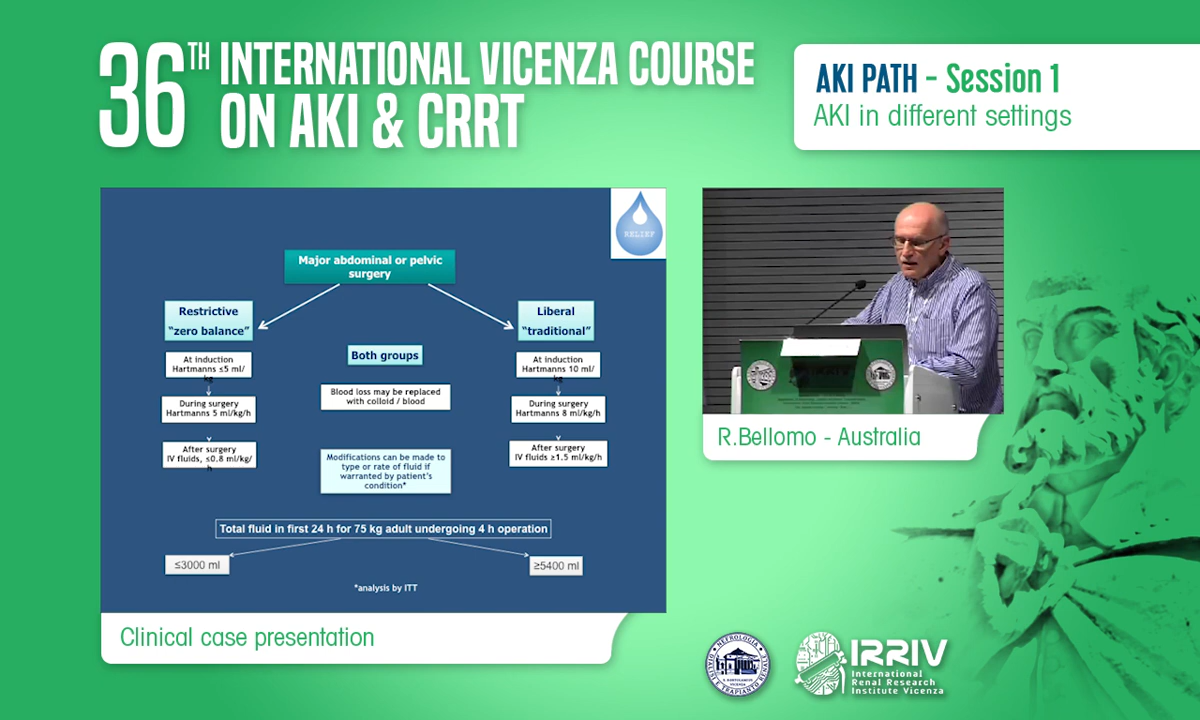 36TH INTERNATIONAL VICENZA COURSE
ON AKI & CRRT
AKI PATH - Session 1
AKI in different settings
RELIEF
Major abdominal or pelvic
surgery
Restrictive
"zero balance"
Liberal
"traditional"
Both groups
At induction
Hartmanns ≤5 ml/
kg
At induction
Hartmanns 10 ml/
kg
Blood loss may be replaced
with colloid / blood
During surgery
Hartmanns 5 ml/kg/h
During surgery
Hartmanns 8 ml/kg/h
After surgery
IV fluids, ≤0.8 ml/kg/
h
After surgery
IV fluids ≥1.5 ml/kg/h
Modifications can be made to
type or rate of fluid if
warranted by patient's
condition*
Total fluid in first 24 h for 75 kg adult undergoing 4 h operation
≤3000 ml
≥5400 ml
*analysis by ITT
R.Bellomo - Australia
Clinical case presentation
IRRIV
International
Renal Research
Institute Vicenza